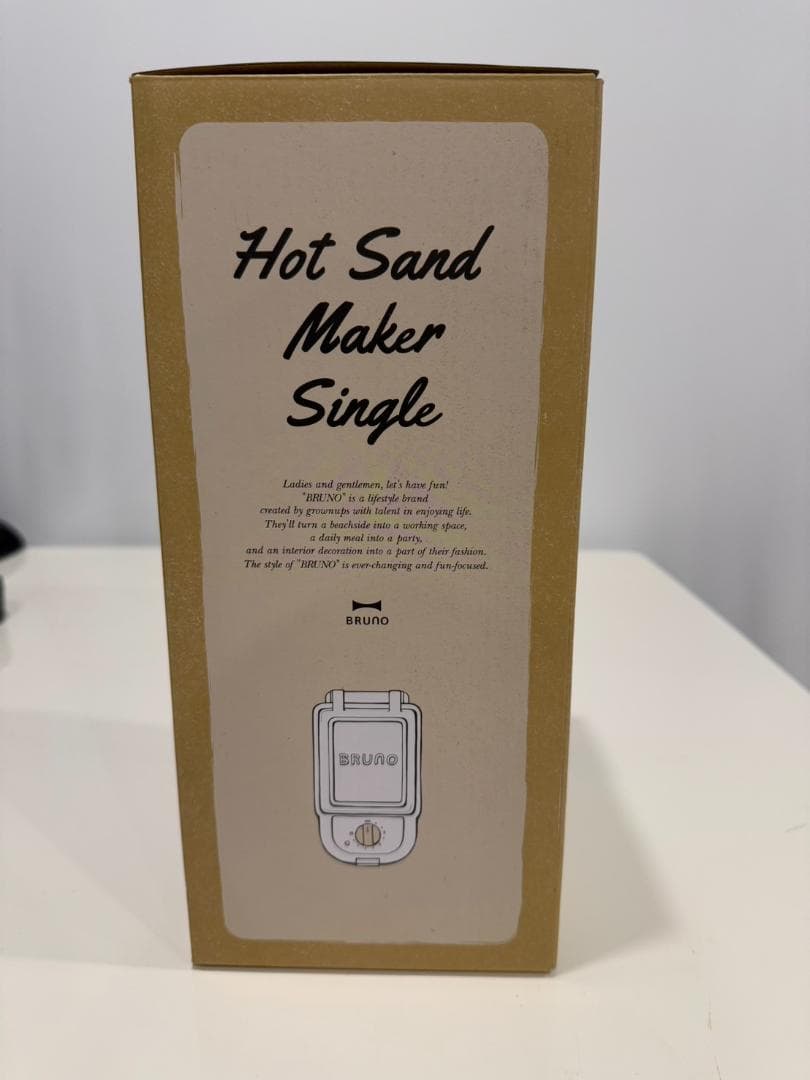 Hot Sand
Maker
Single
Ladies and gentlemen, let's have fun!
"BRUNO" is a lifestyle brand
created by grownups with talent in enjoying life.
They'll turn a beachside into a working space,
a daily meal into a party,
and an interior decoration into a part of their fashion.
The style of "BRUNO" is ever-changing and fun-focused.
BRUNO
BRUNO